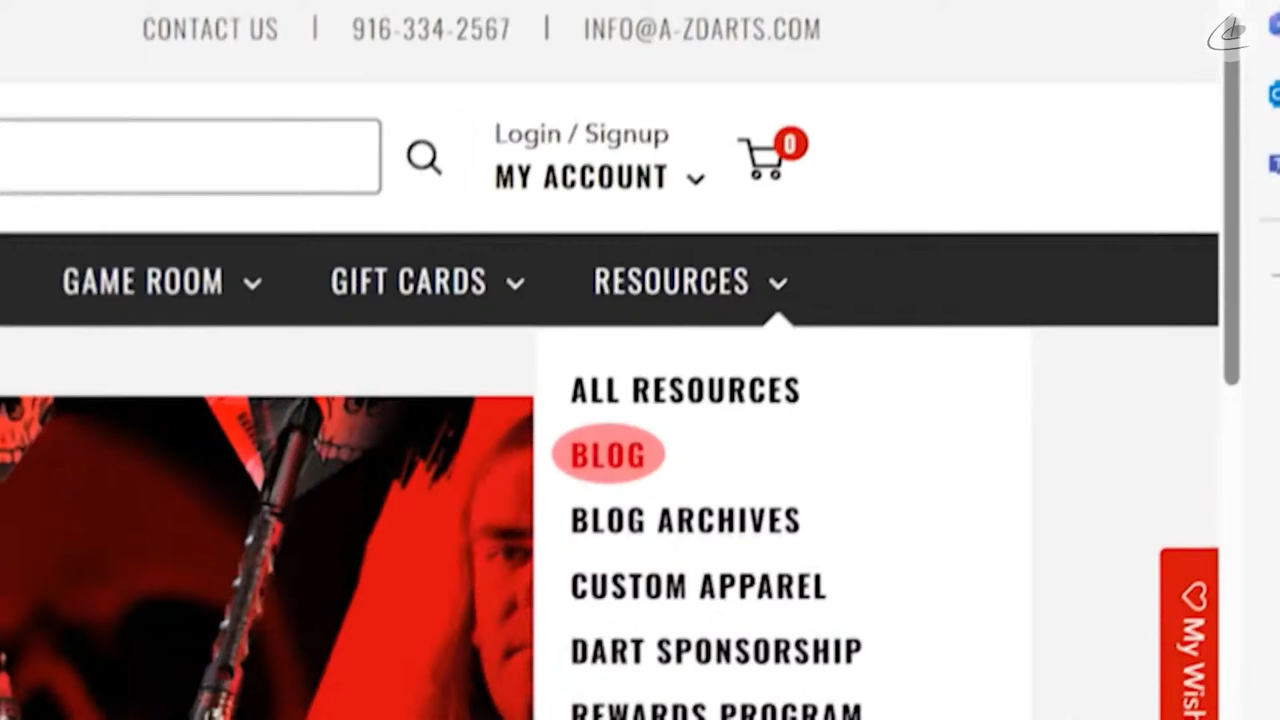 CONTACT US | 916-334-2567 | INFO@A-ZDARTS.COM
Login / Signup
MY ACCOUNT
0
GAME ROOM
GIFT CARDS
RESOURCES
ALL RESOURCES
BLOG
BLOG ARCHIVES
CUSTOM APPAREL
DART SPONSORSHIP
REWARDS PROGRAM
My Wish